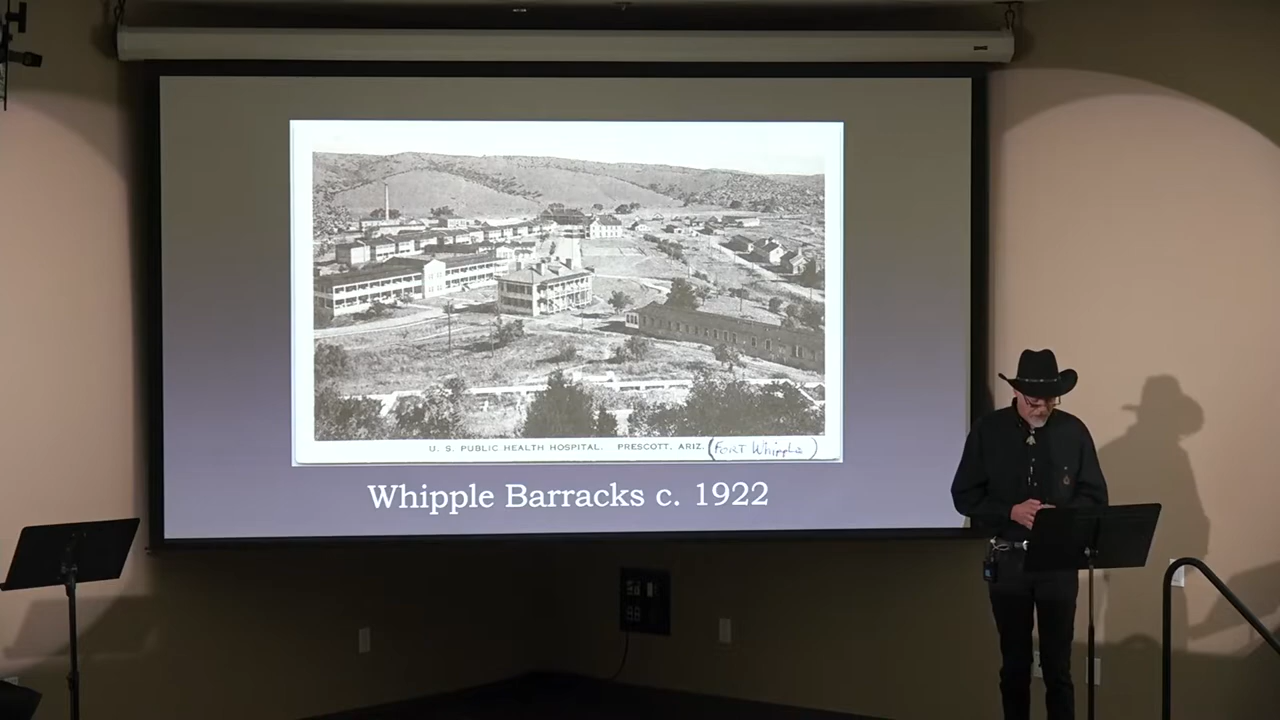 U. S. PUBLIC HEALTH HOSPITAL. PRESCOTT, ARIZ. (FORT Whipple)
Whipple Barracks c. 1922